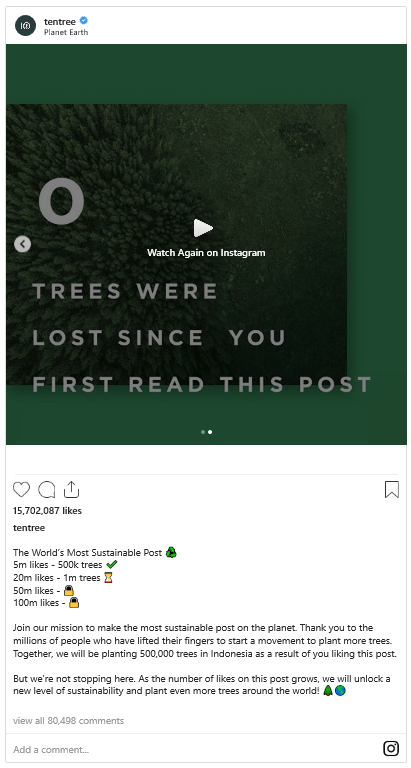 tentree
Planet Earth
0
Watch Again on Instagram
TREES WERE
LOST SINCE YOU
FIRST READ THIS POST
15,702,087 likes
tentree
The World's Most Sustainable Post
5m likes - 500k trees ✔
20m likes - 1m trees ⏳
50m likes - 🔒
100m likes - 🔒
Join our mission to make the most sustainable post on the planet. Thank you to the
millions of people who have lifted their fingers to start a movement to plant more trees.
Together, we will be planting 500,000 trees in Indonesia as a result of you liking this post.
But we're not stopping here. As the number of likes on this post grows, we will unlock a
new level of sustainability and plant even more trees around the world! 🌲🌎
view all 80,498 comments
Add a comment...